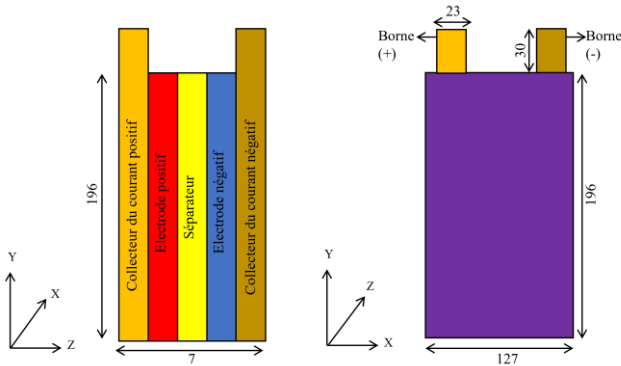 196
Collecteur du courant positif
Electrode positif
Séparateur
Electrode négatif
Collecteur du courant négatif
Y
X
Z
7
23
Borne
(+)
30
Borne
(-)
196
Y
Z
X
127